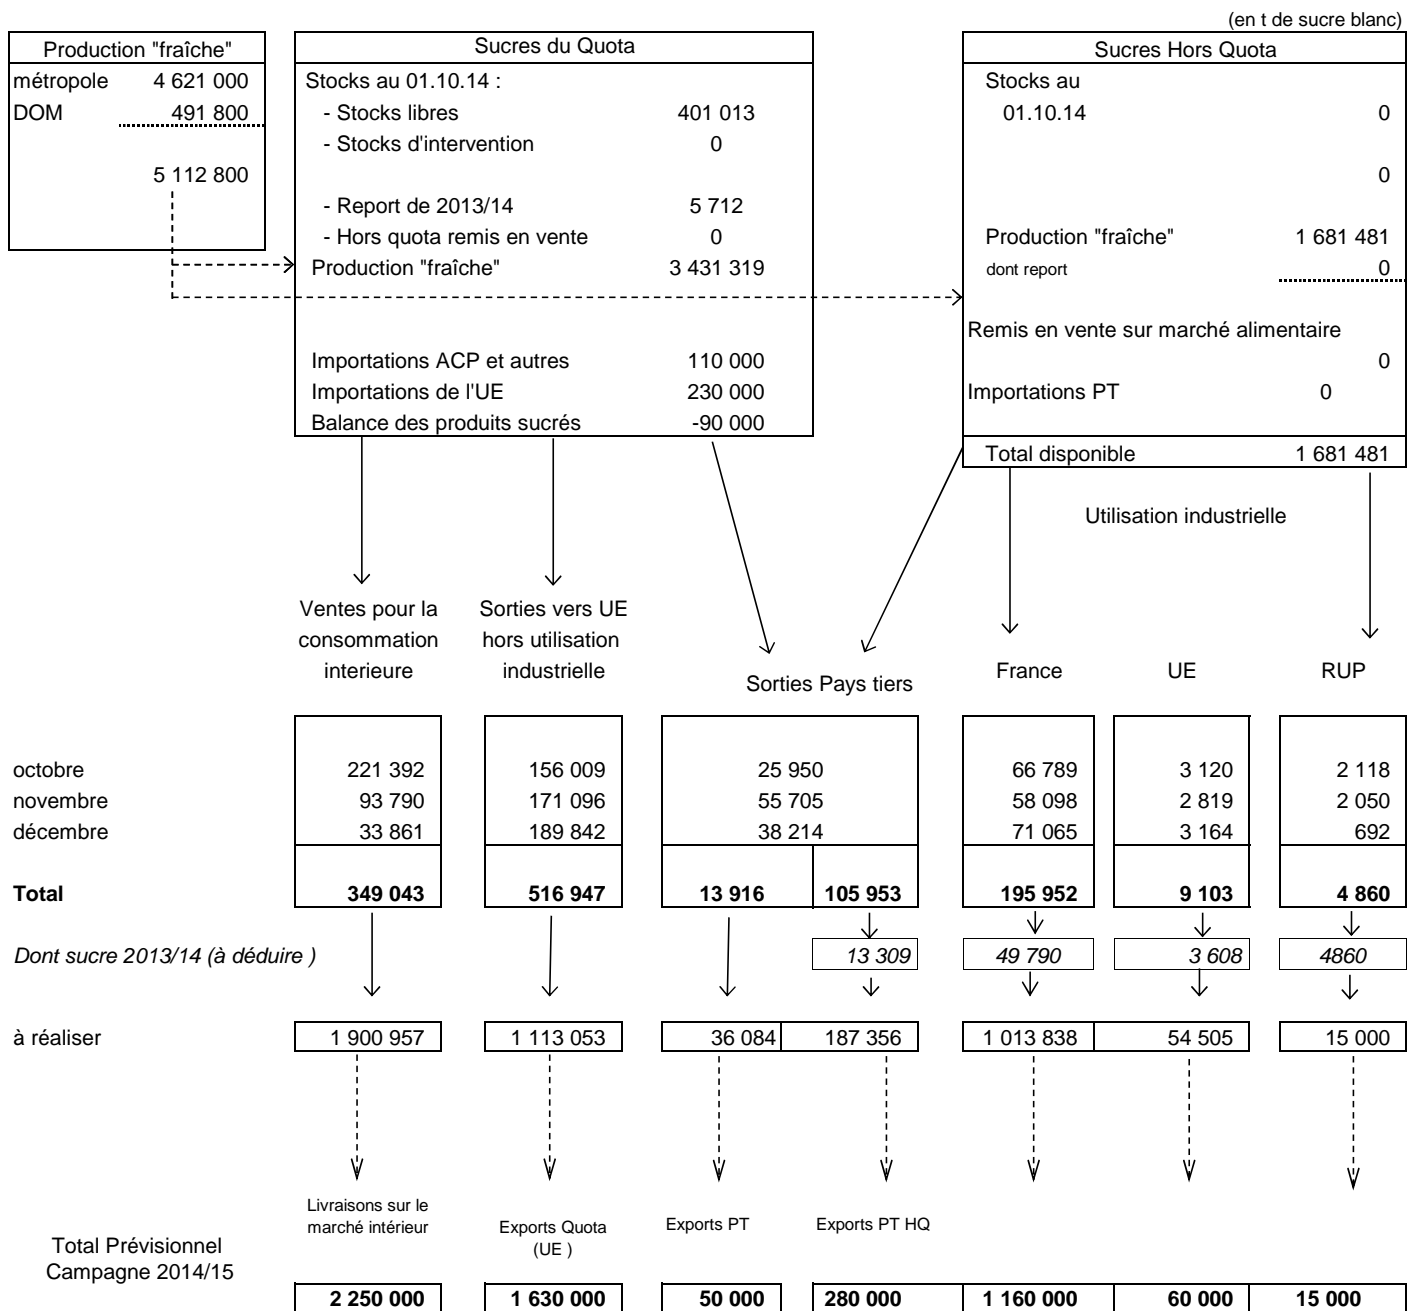 (en t de sucre blanc)
Production "fraîche"
métropole 4 621 000
DOM 491 800
5 112 800
Sucres du Quota
Stocks au 01.10.14 :
- Stocks libres 401 013
- Stocks d'intervention 0
- Report de 2013/14 5 712
- Hors quota remis en vente 0
Production "fraîche" 3 431 319
Importations ACP et autres 110 000
Importations de l'UE 230 000
Balance des produits sucrés -90 000
Sucres Hors Quota
Stocks au
01.10.14 0
0
Production "fraîche" 1 681 481
dont report 0
Remis en vente sur marché alimentaire
0
Importations PT 0
Total disponible 1 681 481
Utilisation industrielle
Ventes pour la
consommation
interieure
Sorties vers UE
hors utilisation
industrielle
Sorties Pays tiers
France UE RUP
octobre 221 392 156 009 25 950 66 789 3 120 2 118
novembre 93 790 171 096 55 705 58 098 2 819 2 050
décembre 33 861 189 842 38 214 71 065 3 164 692
Total 349 043 516 947 13 916 105 953 195 952 9 103 4 860
Dont sucre 2013/14 (à déduire ) 13 309 49 790 3 608 4860
à réaliser 1 900 957 1 113 053 36 084 187 356 1 013 838 54 505 15 000
Livraisons sur le
marché intérieur
Exports Quota
(UE )
Exports PT
Exports PT HQ
Total Prévisionnel
Campagne 2014/15
2 250 000 1 630 000 50 000 280 000 1 160 000 60 000 15 000